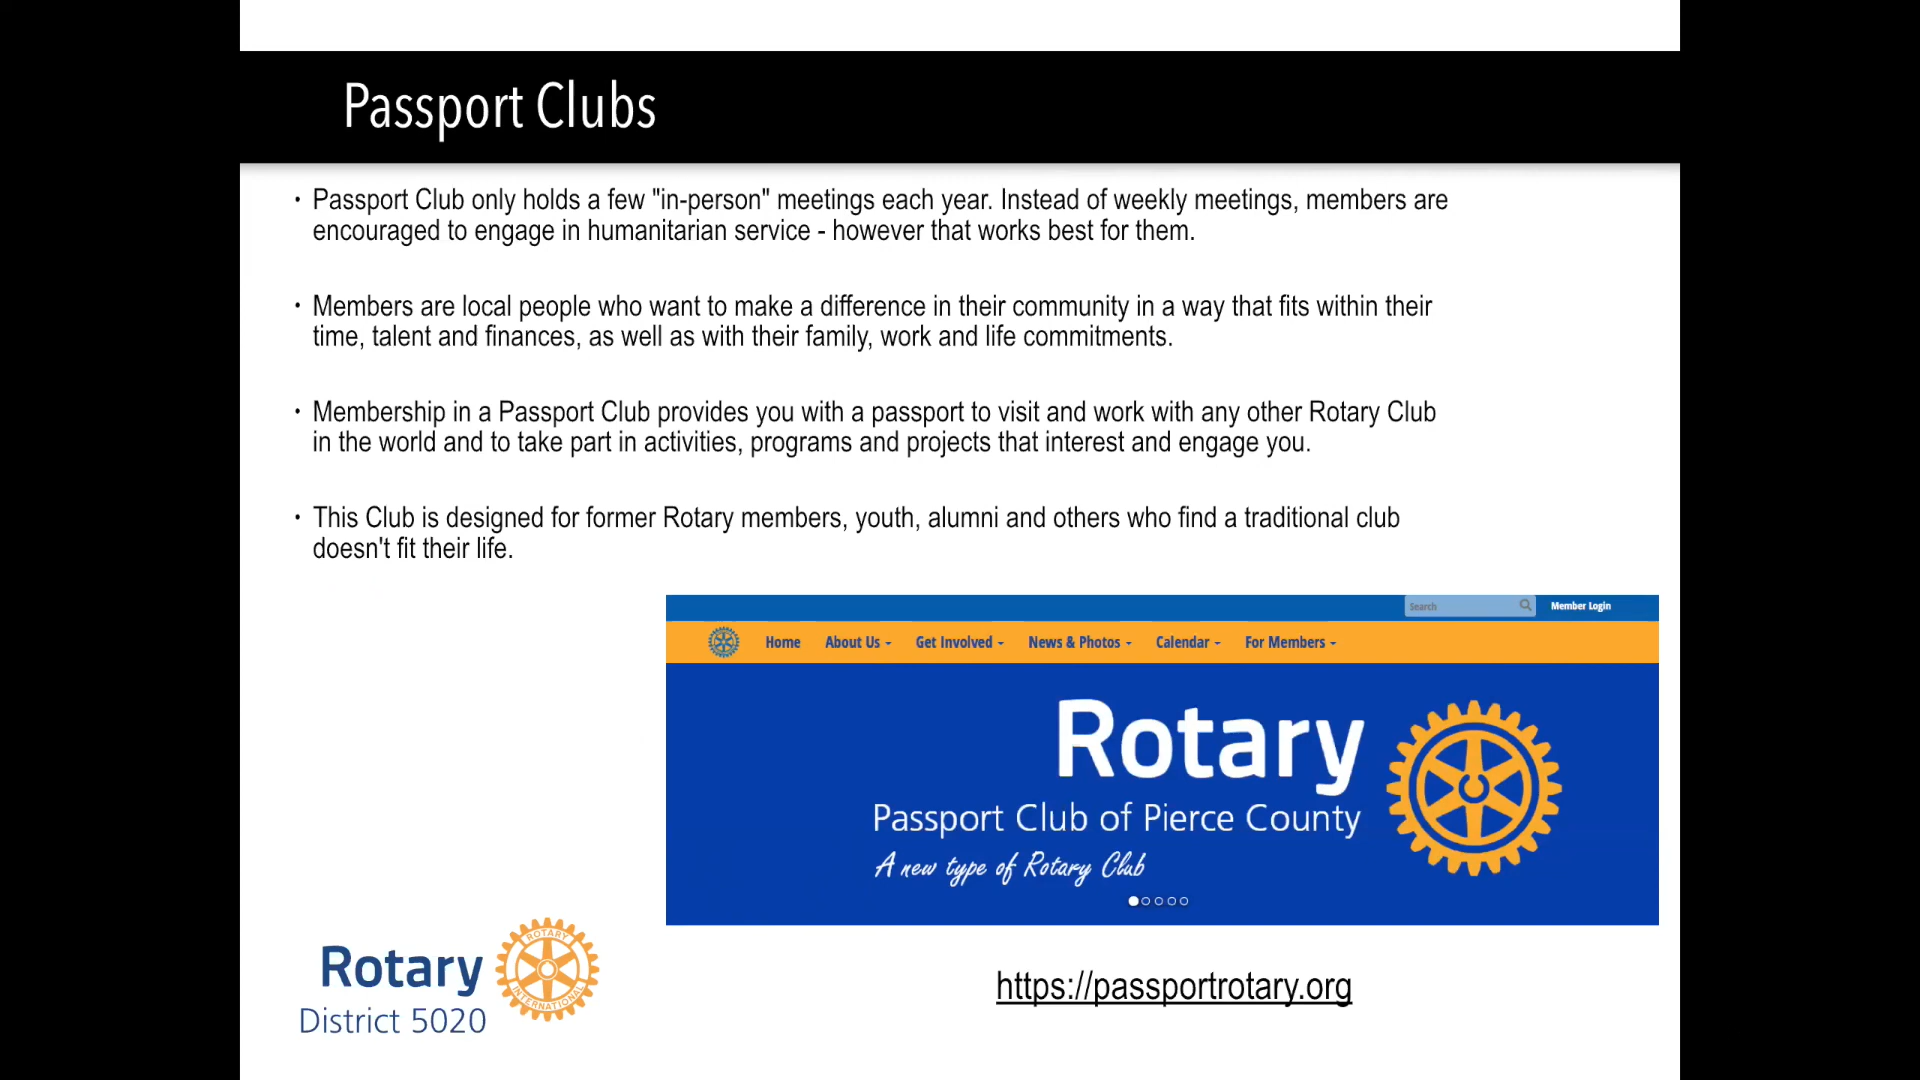 Passport Clubs
• Passport Club only holds a few "in-person" meetings each year. Instead of weekly meetings, members are
encouraged to engage in humanitarian service - however that works best for them.
• Members are local people who want to make a difference in their community in a way that fits within their
time, talent and finances, as well as with their family, work and life commitments.
• Membership in a Passport Club provides you with a passport to visit and work with any other Rotary Club
in the world and to take part in activities, programs and projects that interest and engage you.
• This Club is designed for former Rotary members, youth, alumni and others who find a traditional club
doesn't fit their life.
Search Member Login
Home About Us Get Involved News & Photos Calendar For Members
Rotary
Passport Club of Pierce County
A new type of Rotary Club
Rotary
District 5020
ROTARY
INTERNATIONAL
https://passportrotary.org